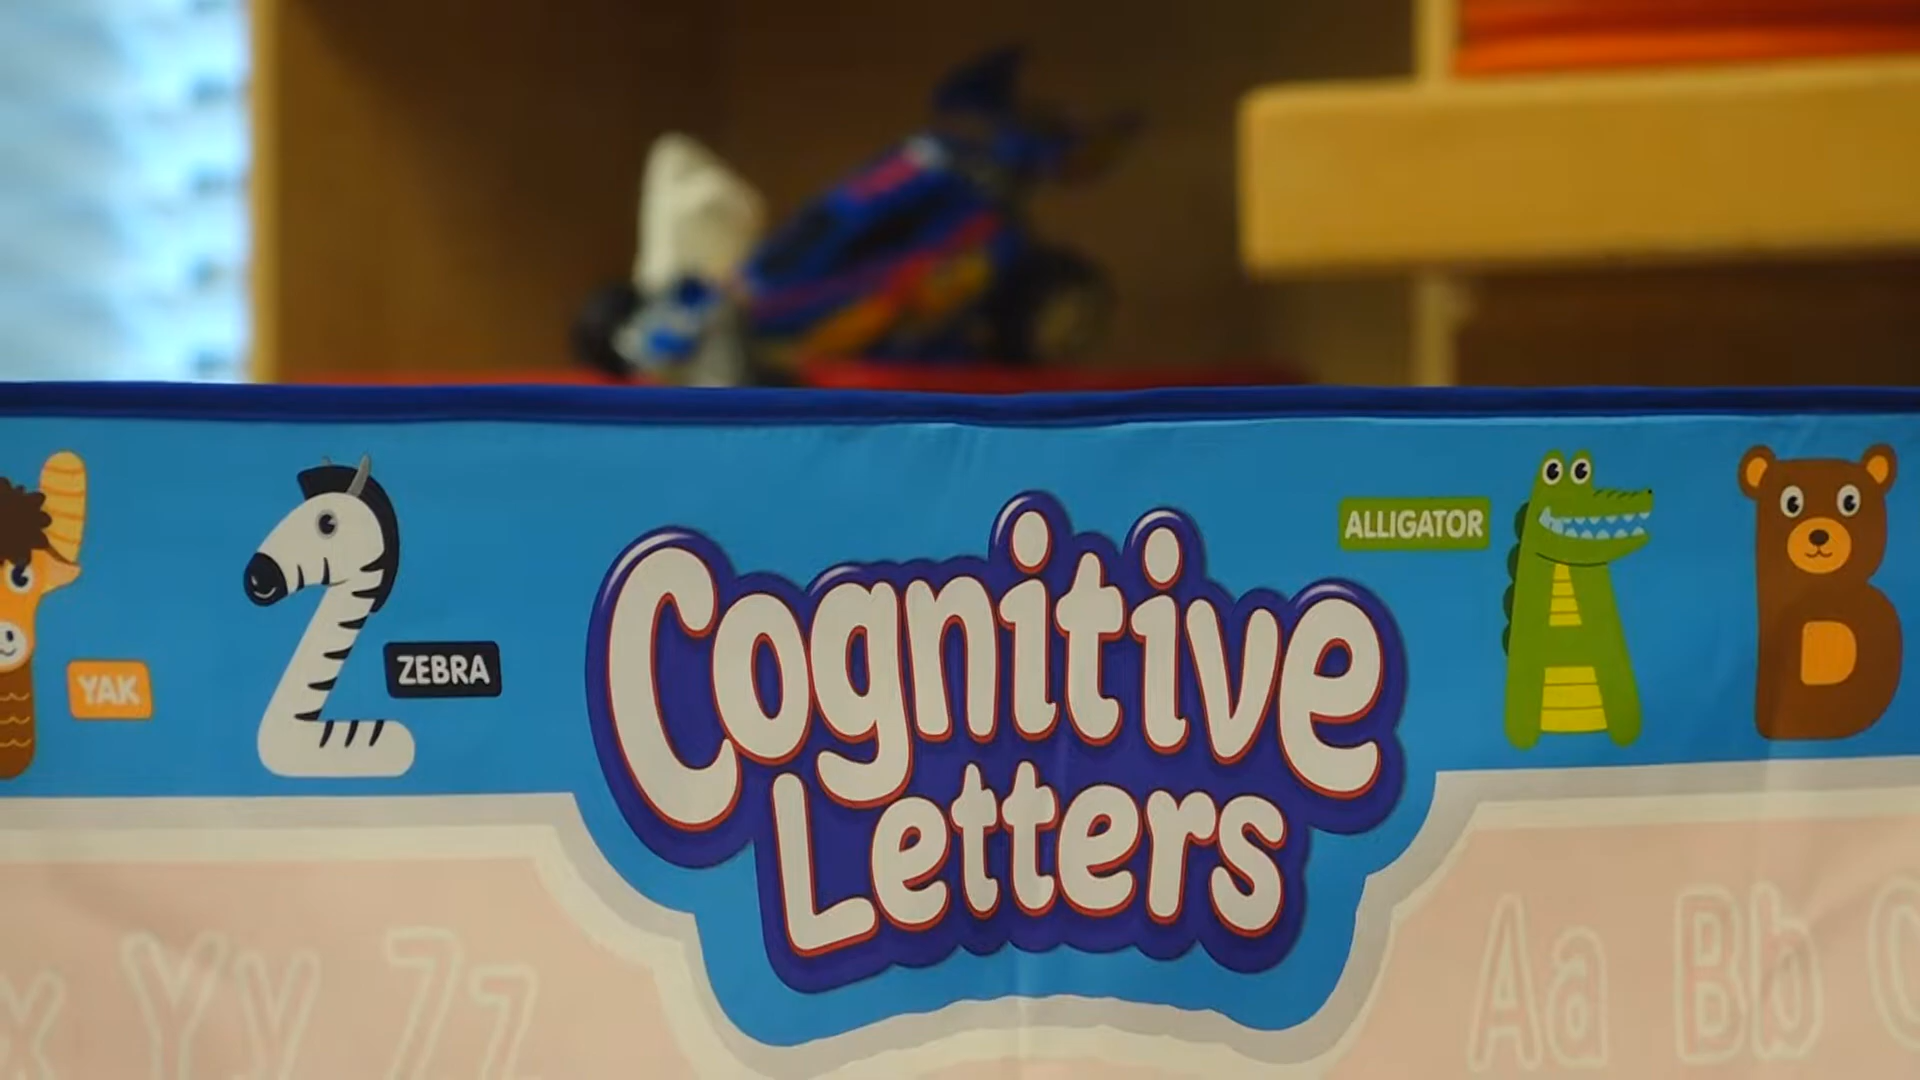 YAK
ZEBRA
Cognitive
Letters
ALLIGATOR
A B
x Yy Zz
Aa Bb C